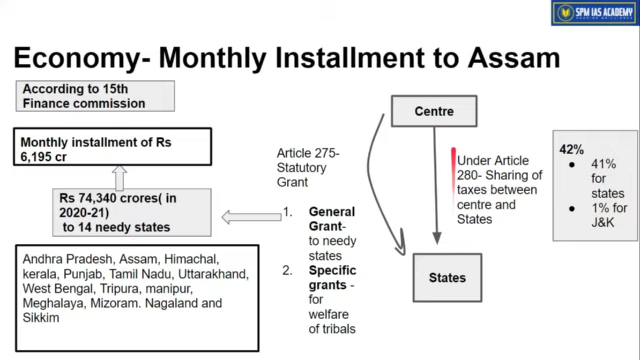 SPM IAS ACADEMY
Economy- Monthly Installment to Assam
According to 15th
Finance commission
Monthly installment of Rs
6,195 cr
Rs 74,340 crores( in
2020-21)
to 14 needy states
Andhra Pradesh, Assam, Himachal,
kerala, Punjab, Tamil Nadu, Uttarakhand,
West Bengal, Tripura, manipur,
Meghalaya, Mizoram. Nagaland and
Sikkim
Article 275-
Statutory
Grant
1. General
Grant-
to needy
states
2. Specific
grants -
for
welfare
of tribals
Centre
Under Article
280- Sharing of
taxes between
centre and
States
States
42%
● 41%
for
states
● 1% for
J&K